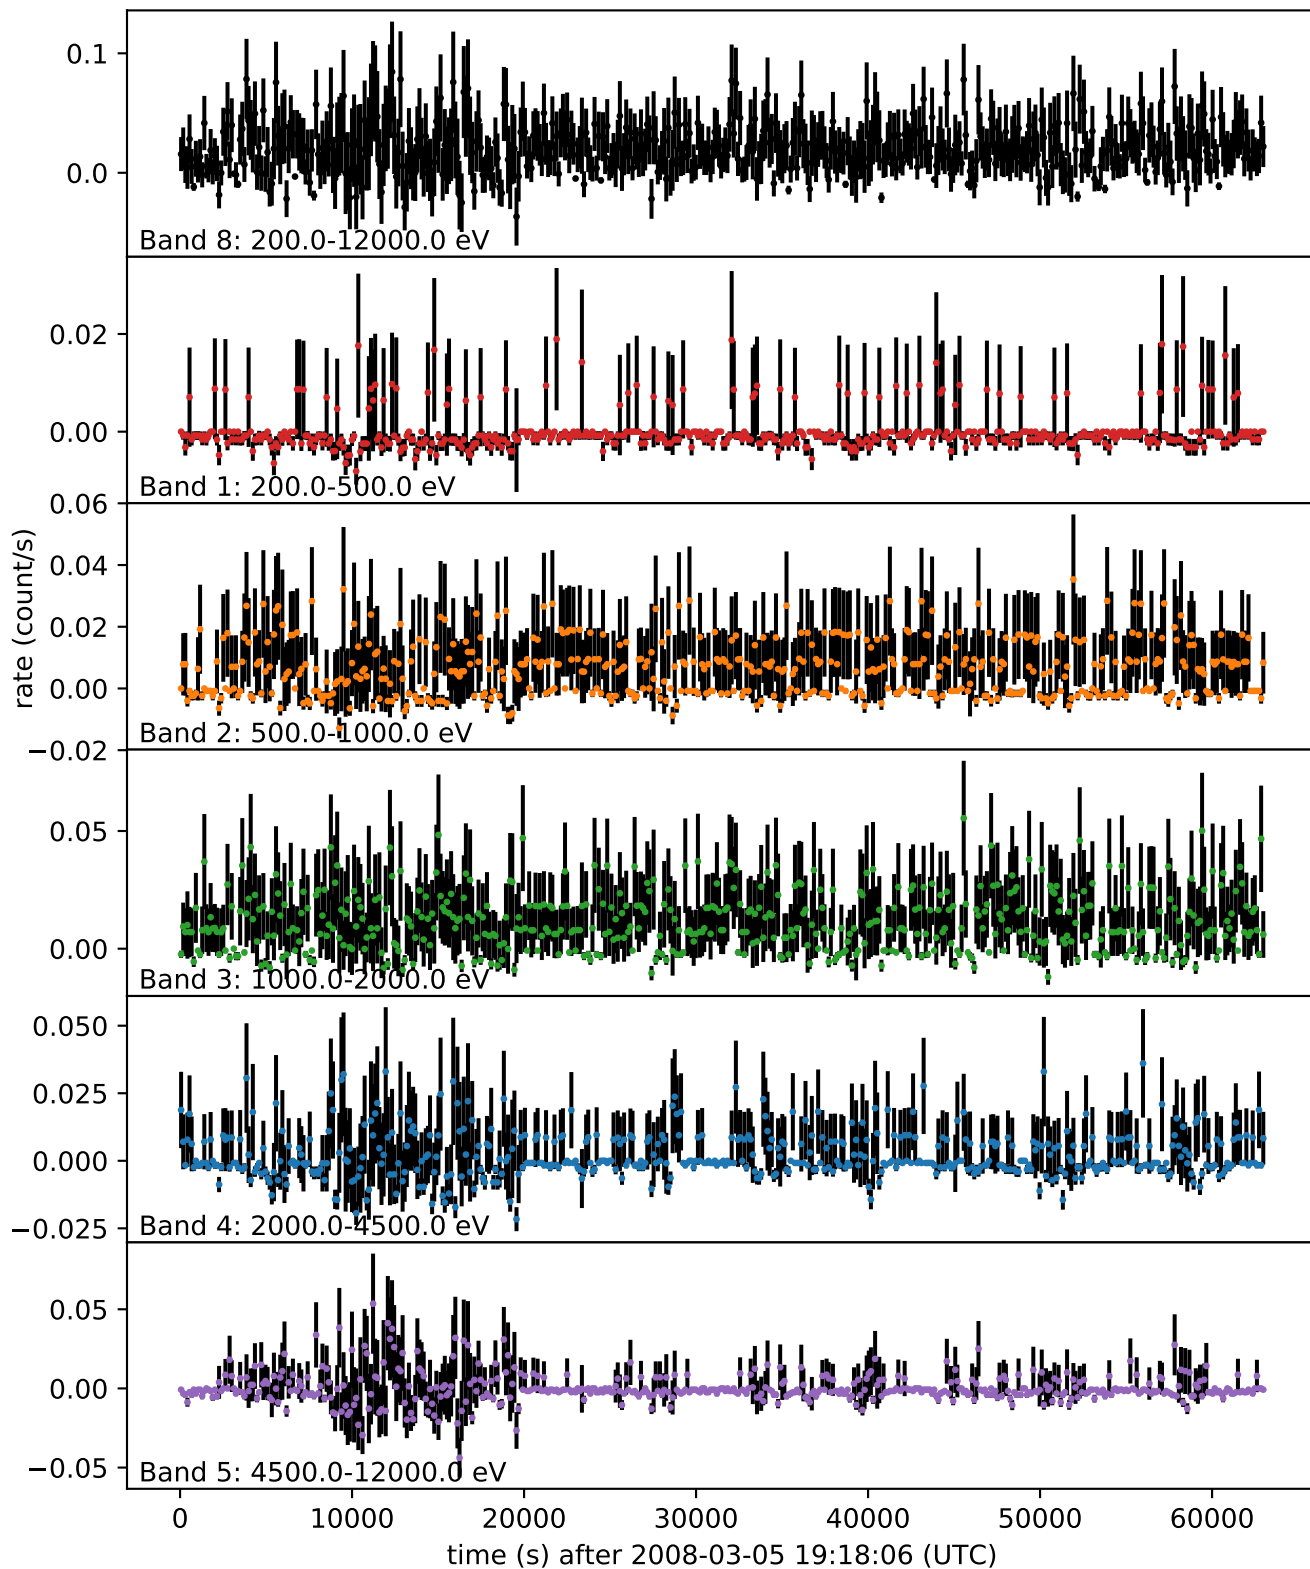 0.1
0.0
Band 8: 200.0-12000.0 eV
0.02
0.00
Band 1: 200.0-500.0 eV
0.06
0.04
0.02
0.00
−0.02
Band 2: 500.0-1000.0 eV
rate (count/s)
0.05
0.00
Band 3: 1000.0-2000.0 eV
0.050
0.025
0.000
−0.025
Band 4: 2000.0-4500.0 eV
0.05
0.00
−0.05
Band 5: 4500.0-12000.0 eV
0 10000 20000 30000 40000 50000 60000
time (s) after 2008-03-05 19:18:06 (UTC)